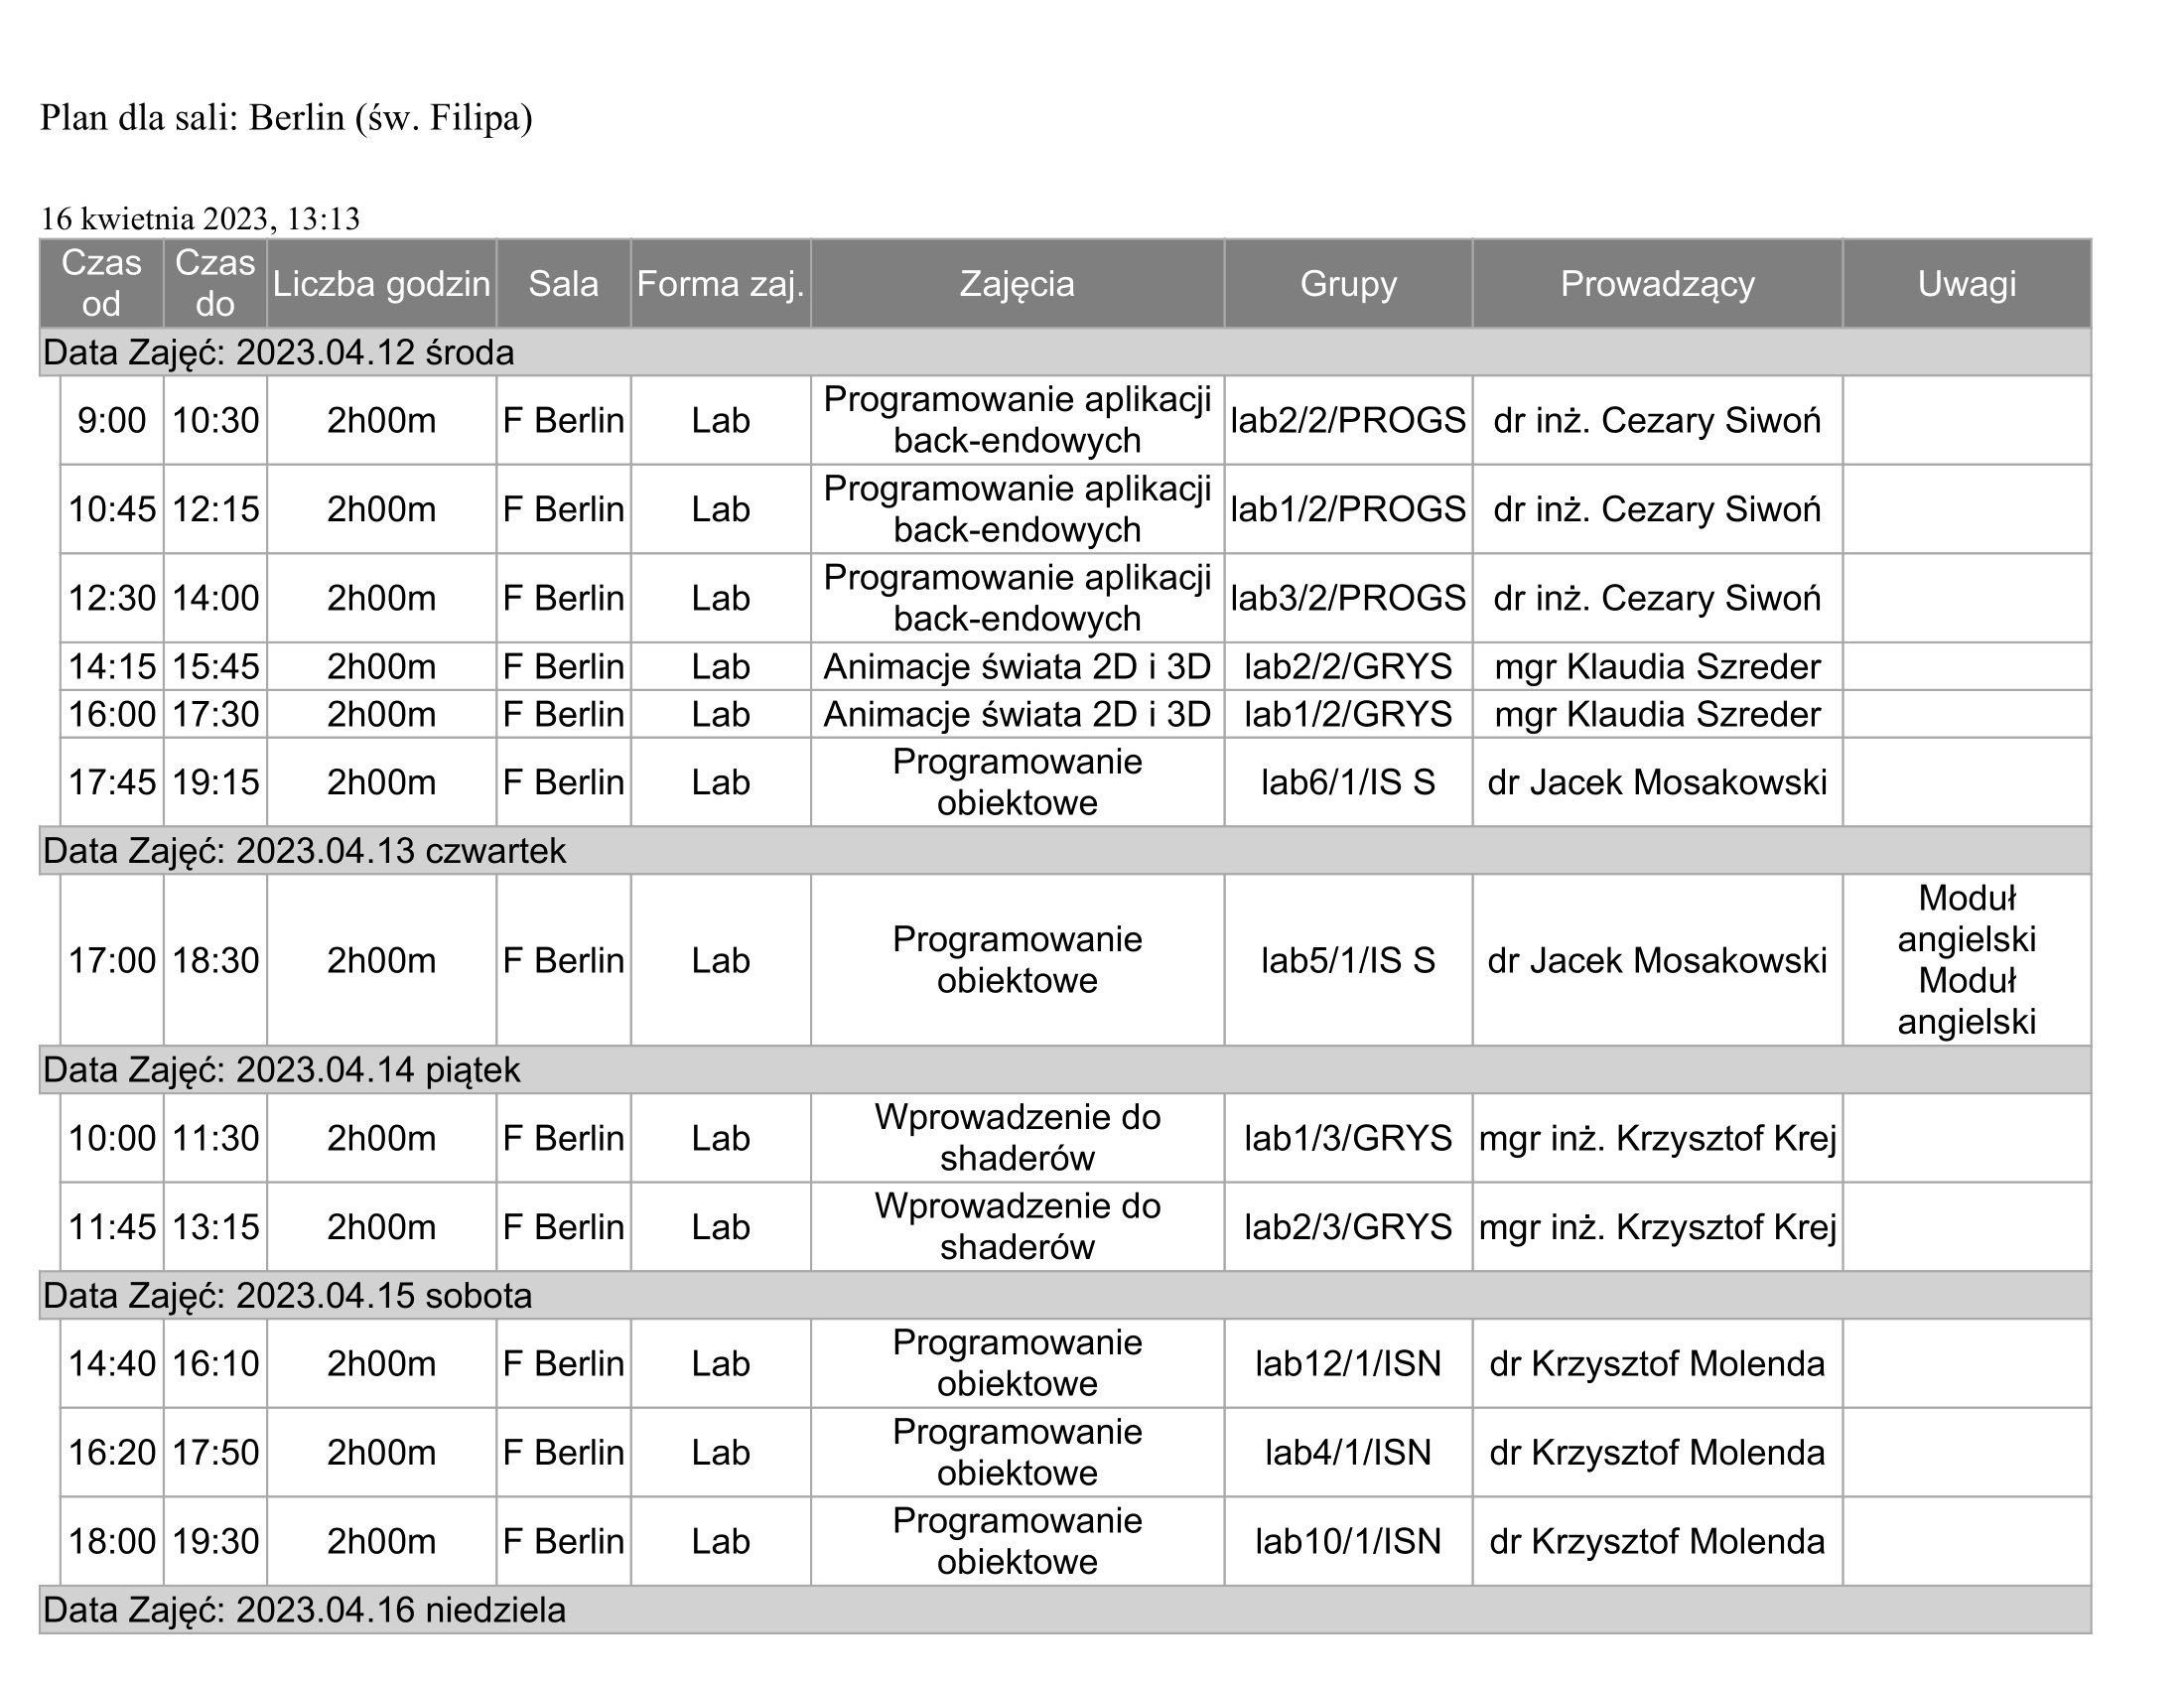 Plan dla sali: Berlin (św. Filipa)
16 kwietnia 2023, 13:13
Czas od Czas do Liczba godzin Sala Forma zaj. Zajęcia Grupy Prowadzący Uwagi
Data Zajęć: 2023.04.12 środa
9:00 10:30 2h00m F Berlin Lab Programowanie aplikacji back-endowych lab2/2/PROGS dr inż. Cezary Siwoń
10:45 12:15 2h00m F Berlin Lab Programowanie aplikacji back-endowych lab1/2/PROGS dr inż. Cezary Siwoń
12:30 14:00 2h00m F Berlin Lab Programowanie aplikacji back-endowych lab3/2/PROGS dr inż. Cezary Siwoń
14:15 15:45 2h00m F Berlin Lab Animacje świata 2D i 3D lab2/2/GRYS mgr Klaudia Szreder
16:00 17:30 2h00m F Berlin Lab Animacje świata 2D i 3D lab1/2/GRYS mgr Klaudia Szreder
17:45 19:15 2h00m F Berlin Lab Programowanie obiektowe lab6/1/IS S dr Jacek Mosakowski
Data Zajęć: 2023.04.13 czwartek
17:00 18:30 2h00m F Berlin Lab Programowanie obiektowe lab5/1/IS S dr Jacek Mosakowski Moduł angielski Moduł angielski
Data Zajęć: 2023.04.14 piątek
10:00 11:30 2h00m F Berlin Lab Wprowadzenie do shaderów lab1/3/GRYS mgr inż. Krzysztof Krej
11:45 13:15 2h00m F Berlin Lab Wprowadzenie do shaderów lab2/3/GRYS mgr inż. Krzysztof Krej
Data Zajęć: 2023.04.15 sobota
14:40 16:10 2h00m F Berlin Lab Programowanie obiektowe lab12/1/ISN dr Krzysztof Molenda
16:20 17:50 2h00m F Berlin Lab Programowanie obiektowe lab4/1/ISN dr Krzysztof Molenda
18:00 19:30 2h00m F Berlin Lab Programowanie obiektowe lab10/1/ISN dr Krzysztof Molenda
Data Zajęć: 2023.04.16 niedziela